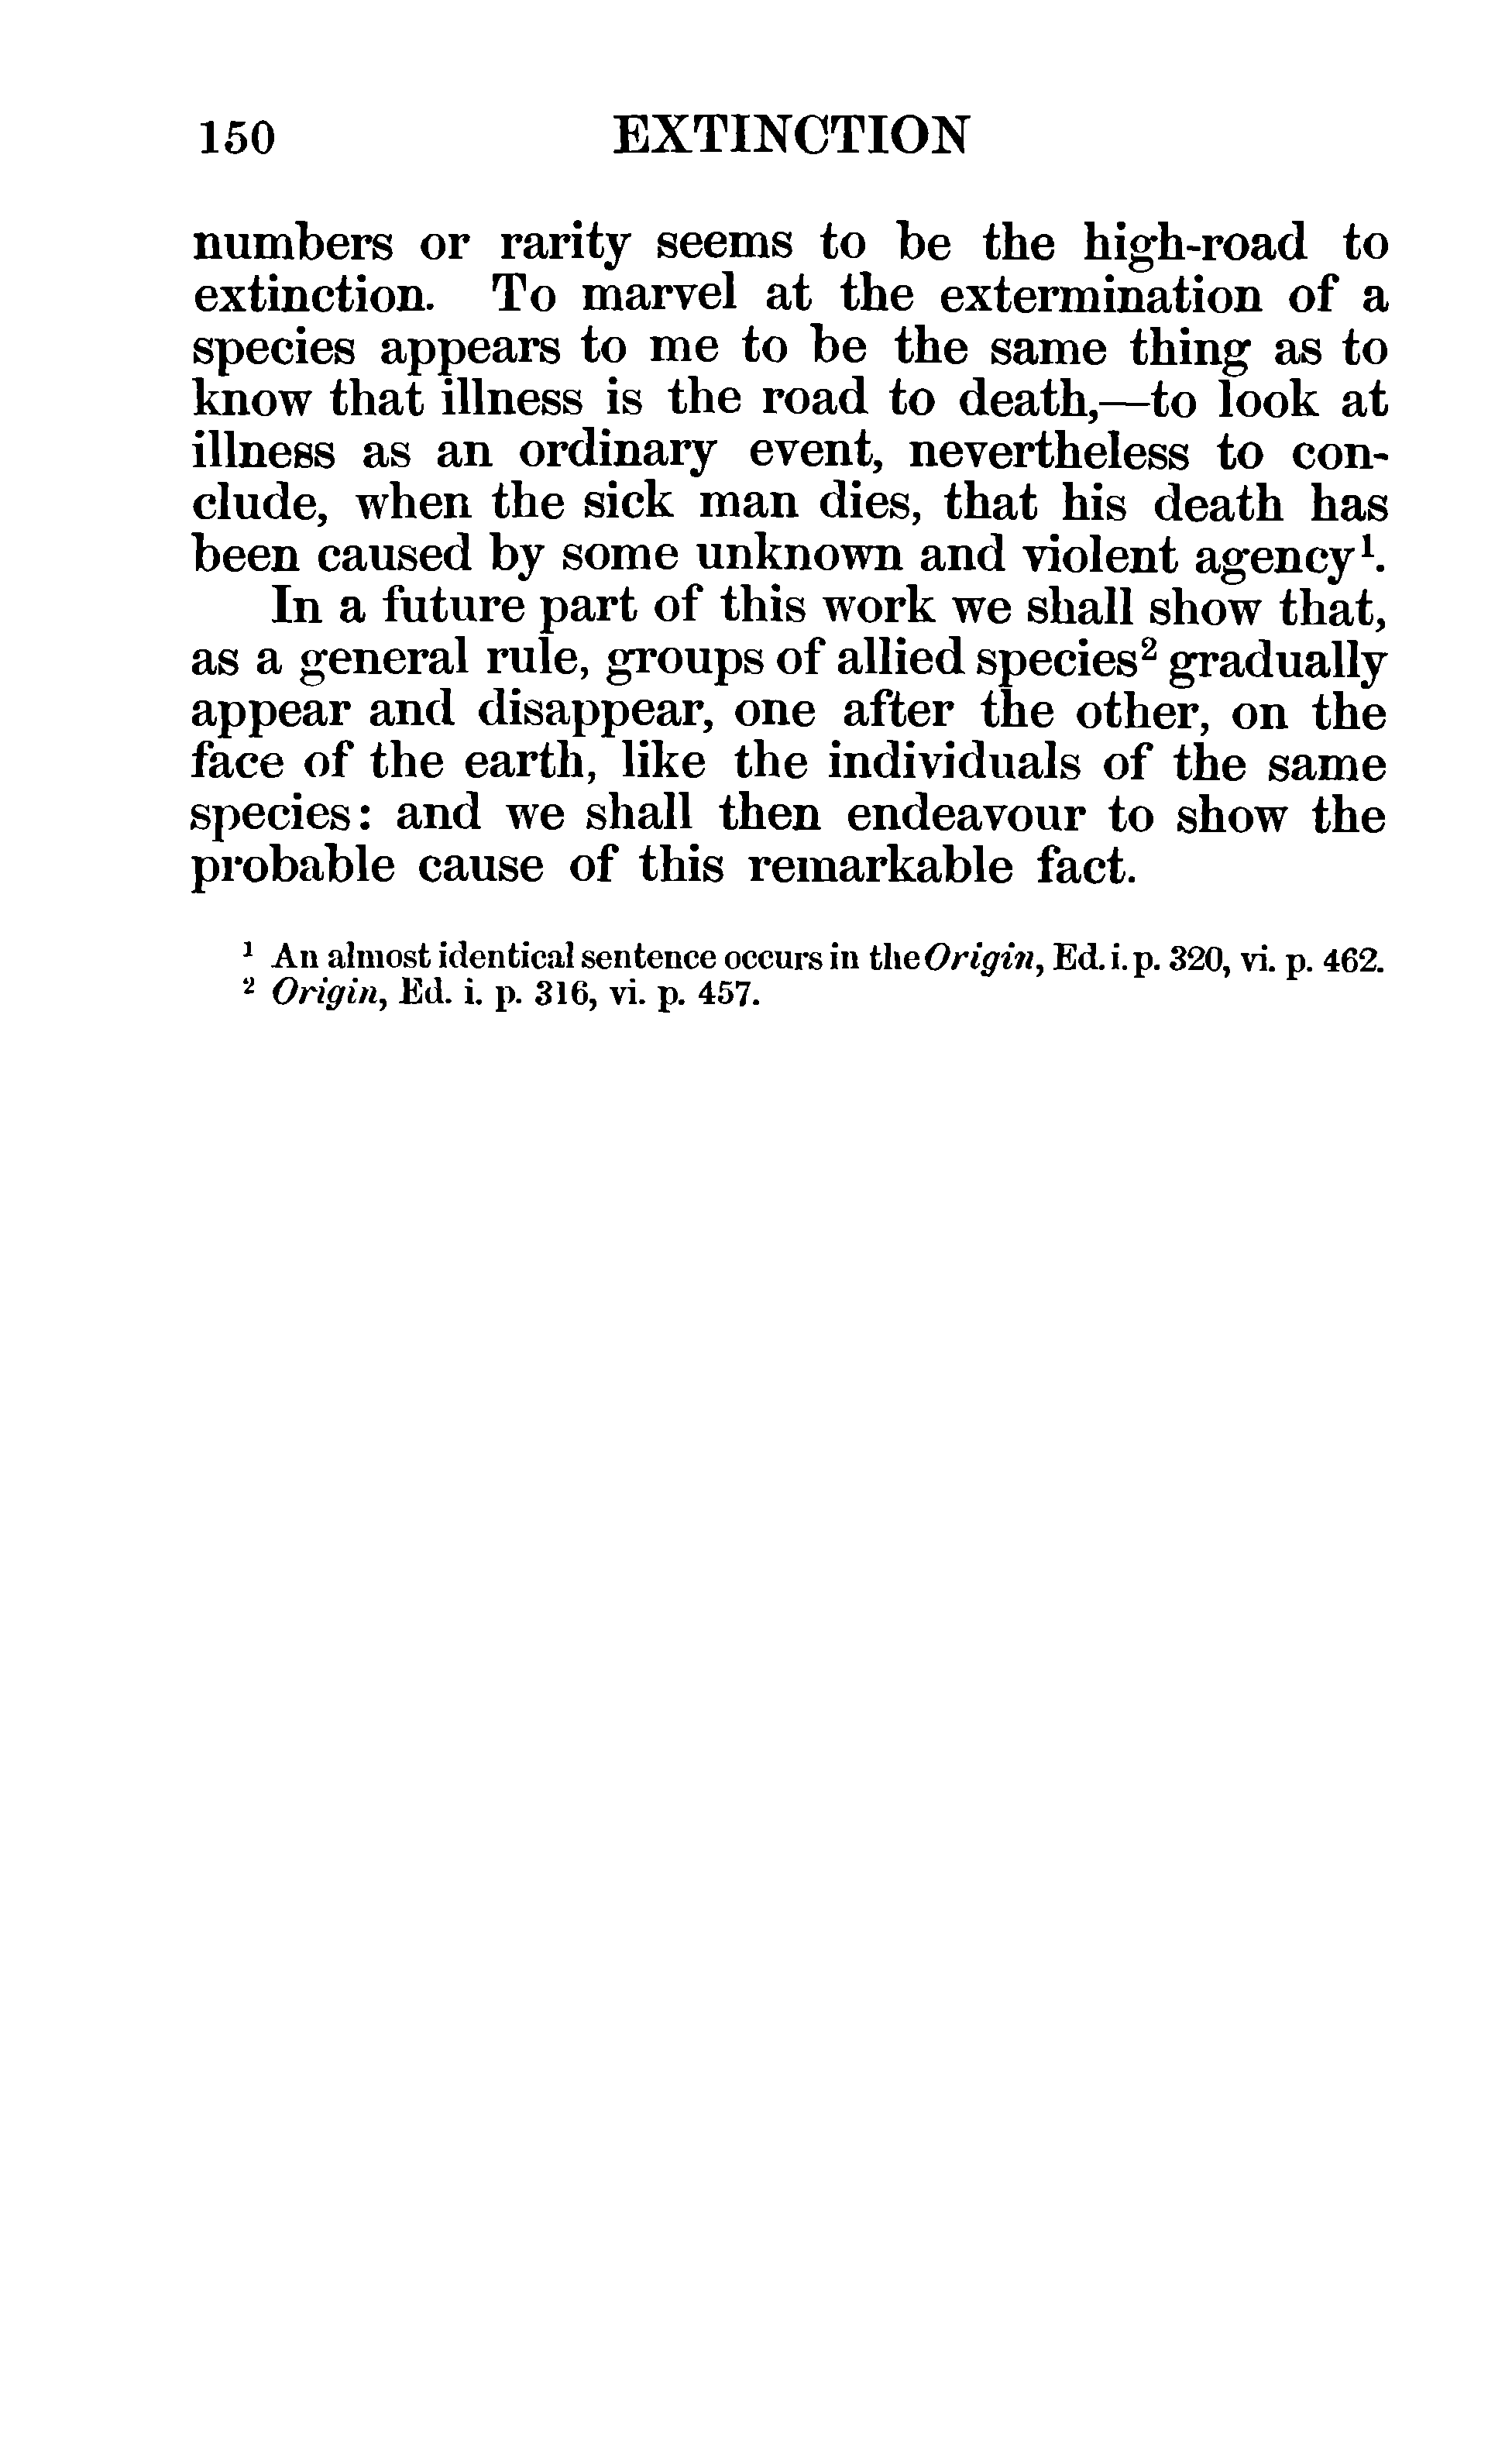 150 EXTINCTION
numbers or rarity seems to be the high-road to
extinction. To marvel at the extermination of a
species appears to me to be the same thing as to
know that illness is the road to death,—to look at
illness as an ordinary event, nevertheless to con-
clude, when the sick man dies, that his death has
been caused by some unknown and violent agency¹.
In a future part of this work we shall show that,
as a general rule, groups of allied species² gradually
appear and disappear, one after the other, on the
face of the earth, like the individuals of the same
species: and we shall then endeavour to show the
probable cause of this remarkable fact.
¹ An almost identical sentence occurs in the Origin, Ed. i. p. 320, vi. p. 462.
² Origin, Ed. i. p. 316, vi. p. 457.